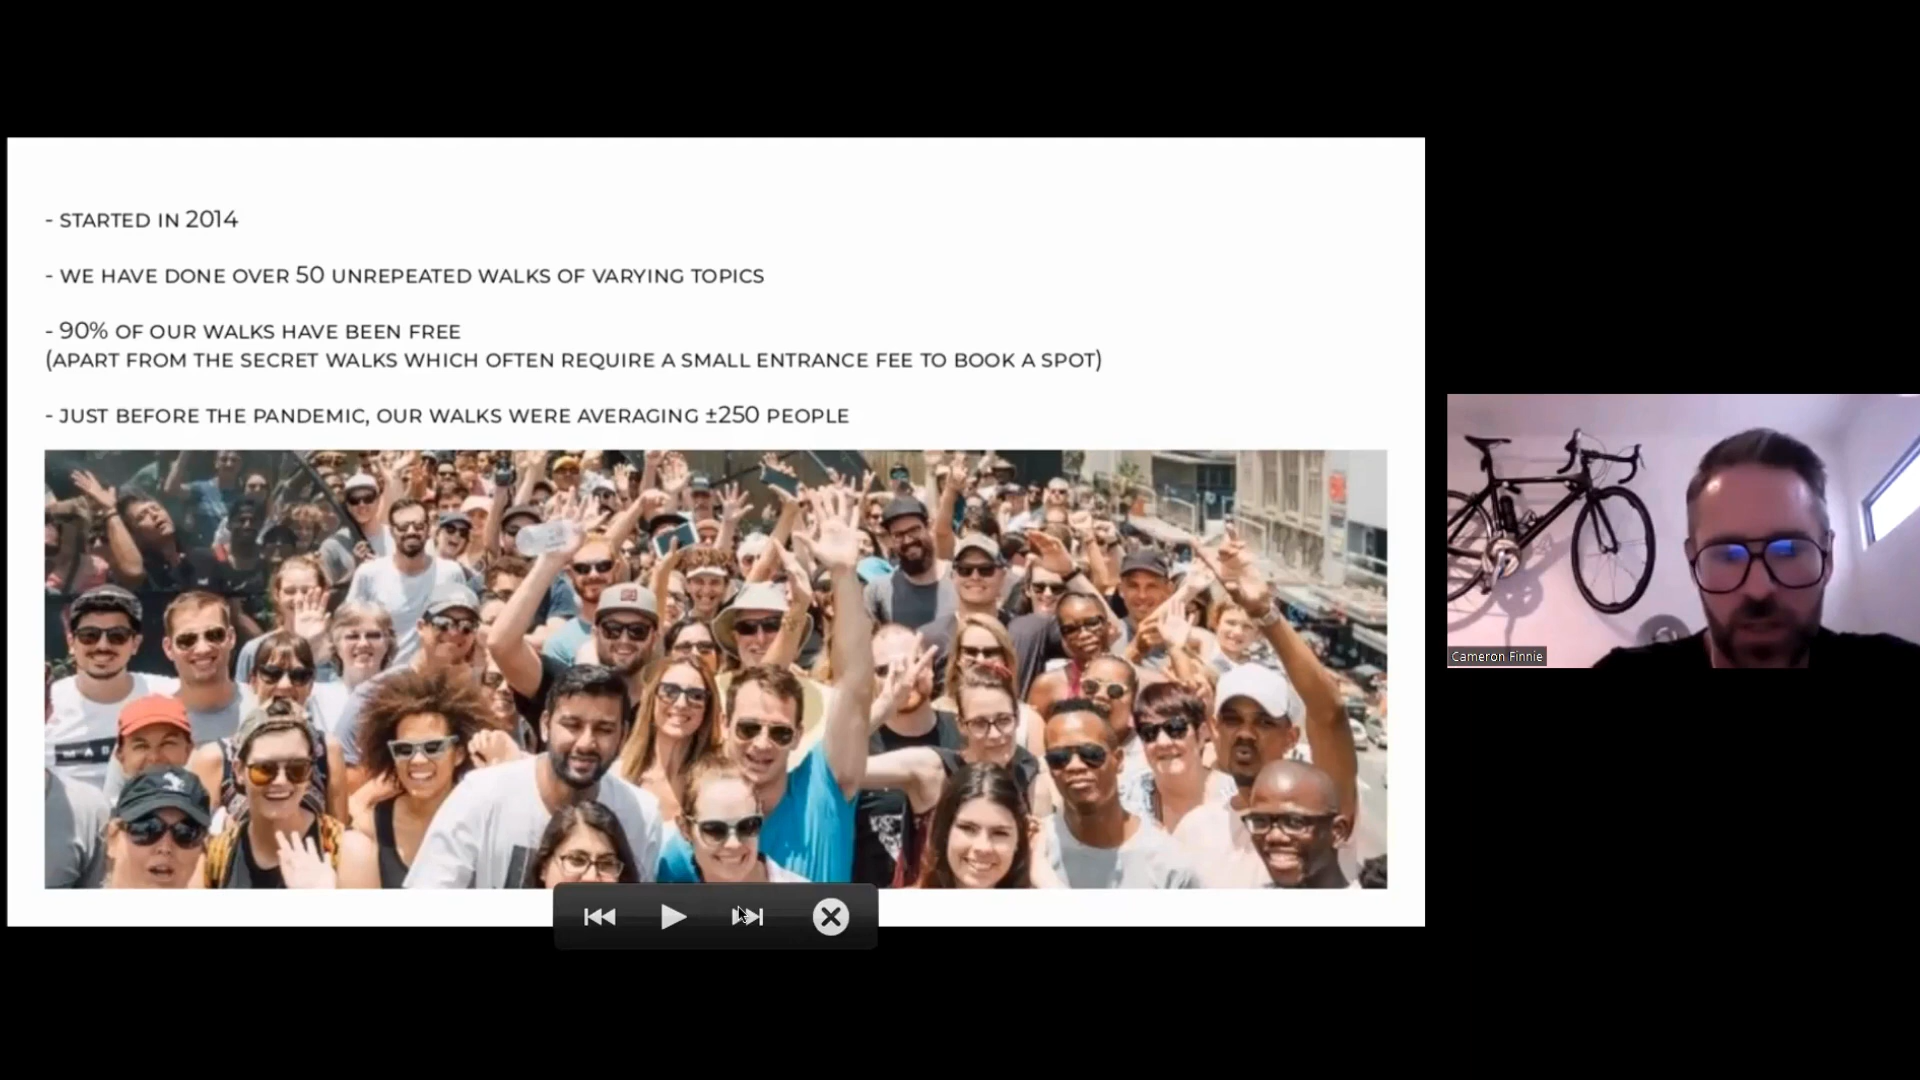 - STARTED IN 2014
- WE HAVE DONE OVER 50 UNREPEATED WALKS OF VARYING TOPICS
- 90% OF OUR WALKS HAVE BEEN FREE
(APART FROM THE SECRET WALKS WHICH OFTEN REQUIRE A SMALL ENTRANCE FEE TO BOOK A SPOT)
- JUST BEFORE THE PANDEMIC, OUR WALKS WERE AVERAGING ±250 PEOPLE
Cameron Finnie